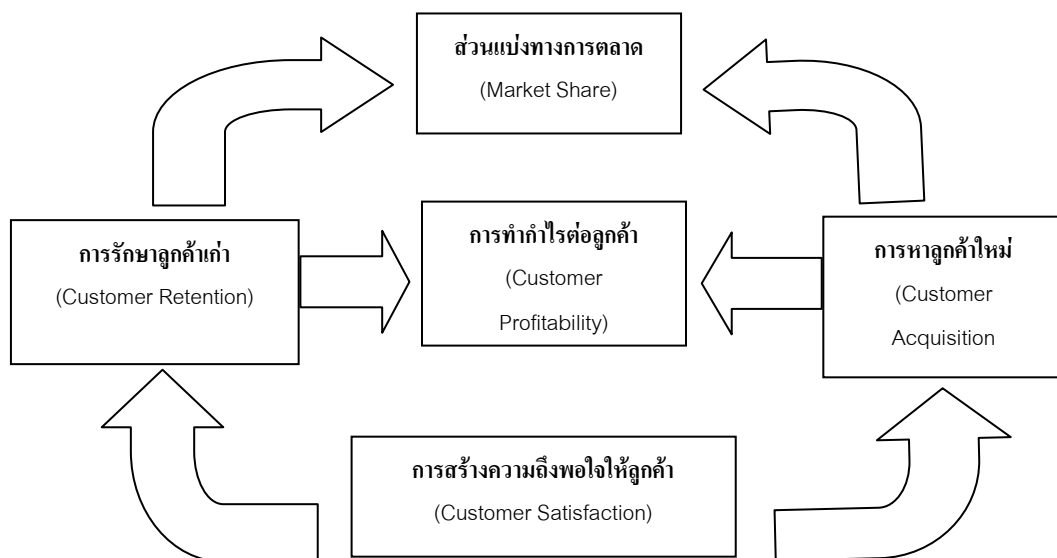 ส่วนแบ่งทางการตลาด
(Market Share)
การรักษาลูกค้าเก่า
(Customer Retention)
การทำกำไรต่อลูกค้า
(Customer
Profitability)
การหาลูกค้าใหม่
(Customer
Acquisition
การสร้างความถึงพอใจให้ลูกค้า
(Customer Satisfaction)